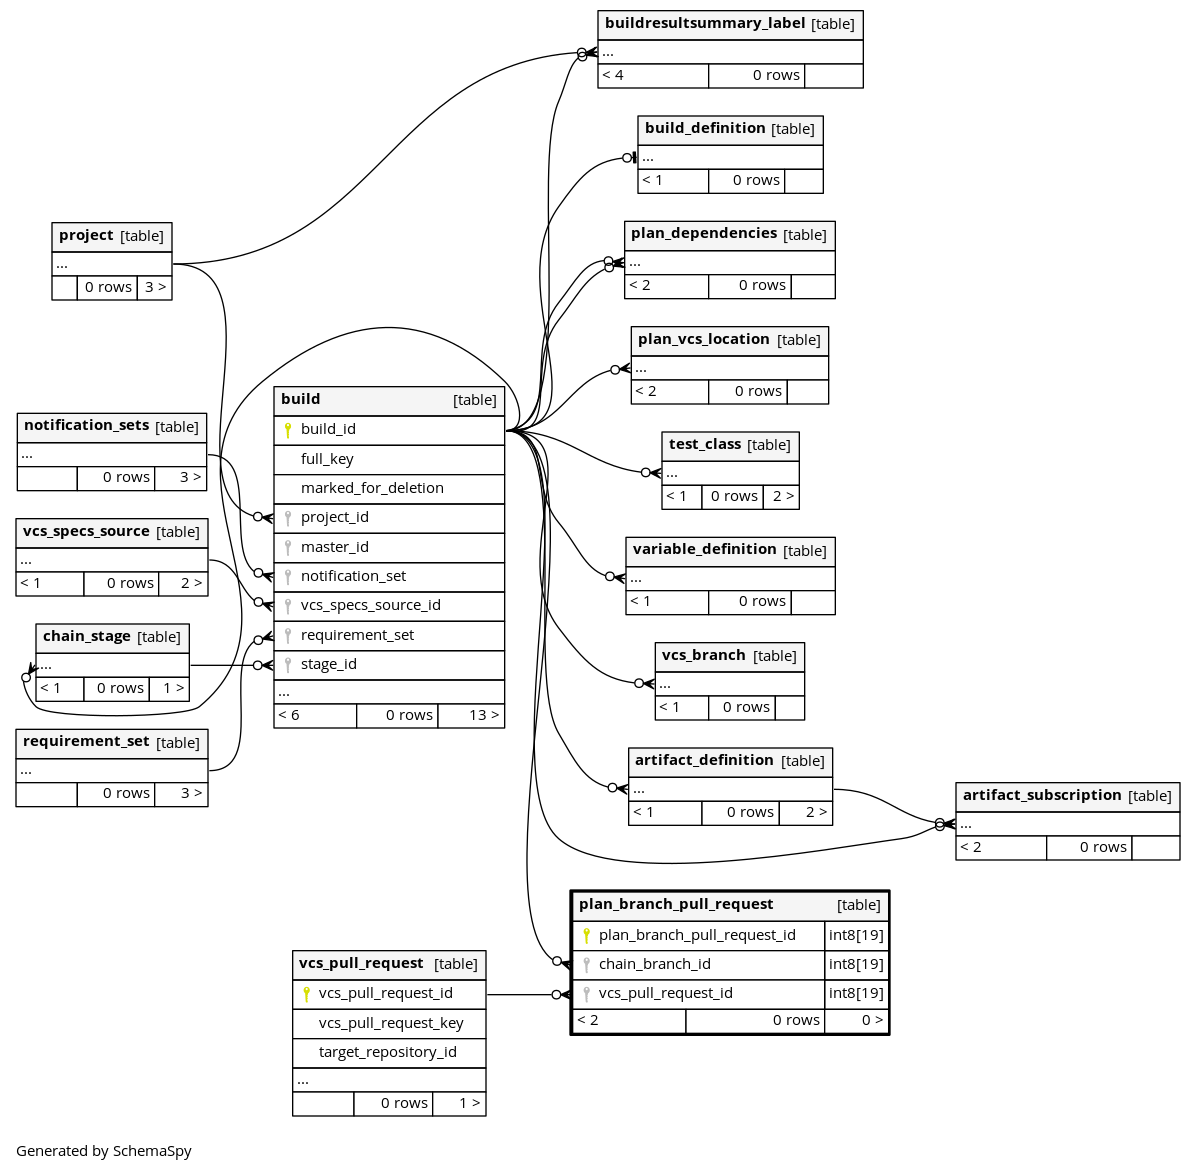 buildresultsummary_label [table]
...
< 4 0 rows
build_definition [table]
...
< 1 0 rows
plan_dependencies [table]
...
< 2 0 rows
project [table]
...
0 rows 3 >
plan_vcs_location [table]
...
< 2 0 rows
build [table]
build_id
full_key
marked_for_deletion
project_id
master_id
notification_set
vcs_specs_source_id
requirement_set
stage_id
...
< 6 0 rows 13 >
notification_sets [table]
...
0 rows 3 >
test_class [table]
...
< 1 0 rows 2 >
vcs_specs_source [table]
...
< 1 0 rows 2 >
variable_definition [table]
...
< 1 0 rows
chain_stage [table]
...
< 1 0 rows 1 >
vcs_branch [table]
...
< 1 0 rows
requirement_set [table]
...
0 rows 3 >
artifact_definition [table]
...
< 1 0 rows 2 >
artifact_subscription [table]
...
< 2 0 rows
plan_branch_pull_request [table]
plan_branch_pull_request_id int8[19]
chain_branch_id int8[19]
vcs_pull_request_id int8[19]
< 2 0 rows 0 >
vcs_pull_request [table]
vcs_pull_request_id
vcs_pull_request_key
target_repository_id
...
0 rows 1 >
Generated by SchemaSpy